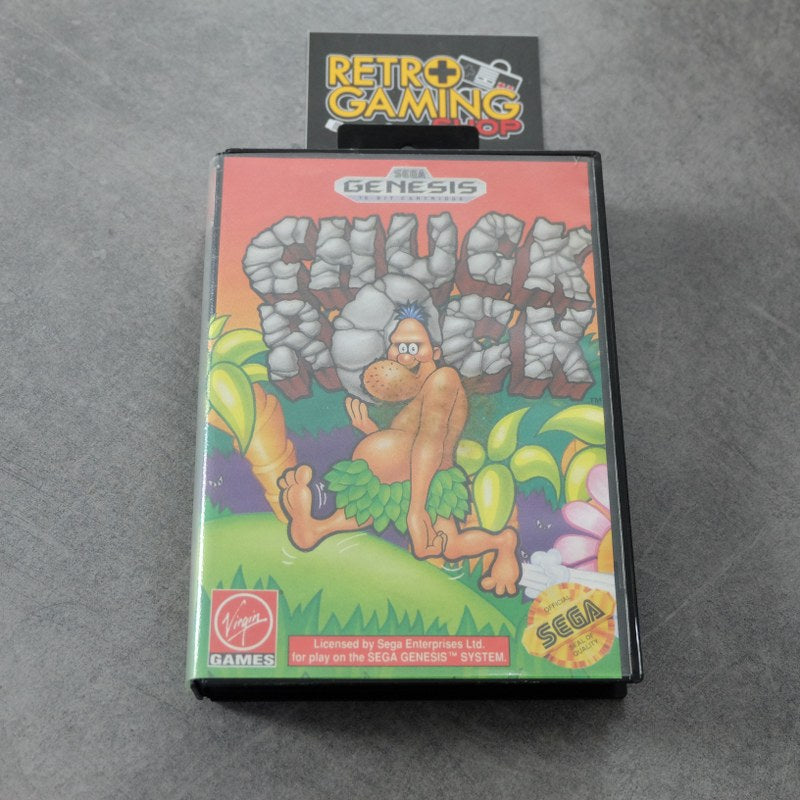 RETRO
GAMING
SHOP
SEGA
GENESIS
16-BIT CARTRIDGE
CHUCK
ROCK
TM
Virgin
GAMES
Licensed by Sega Enterprises Ltd.
for play on the SEGA GENESIS™ SYSTEM.
OFFICIAL
SEGA
SEAL OF
QUALITY